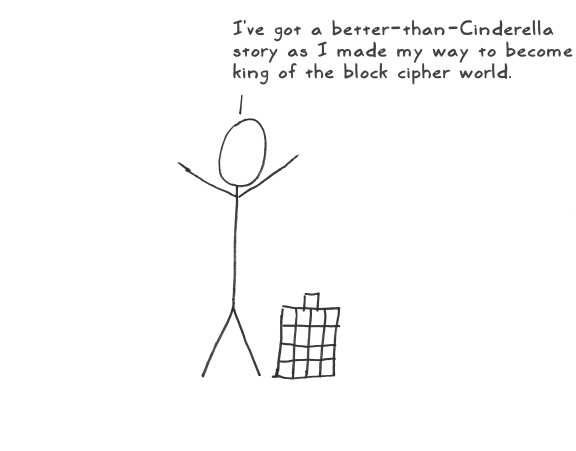 I've got a better-than-Cinderella
story as I made my way to become
king of the block cipher world.